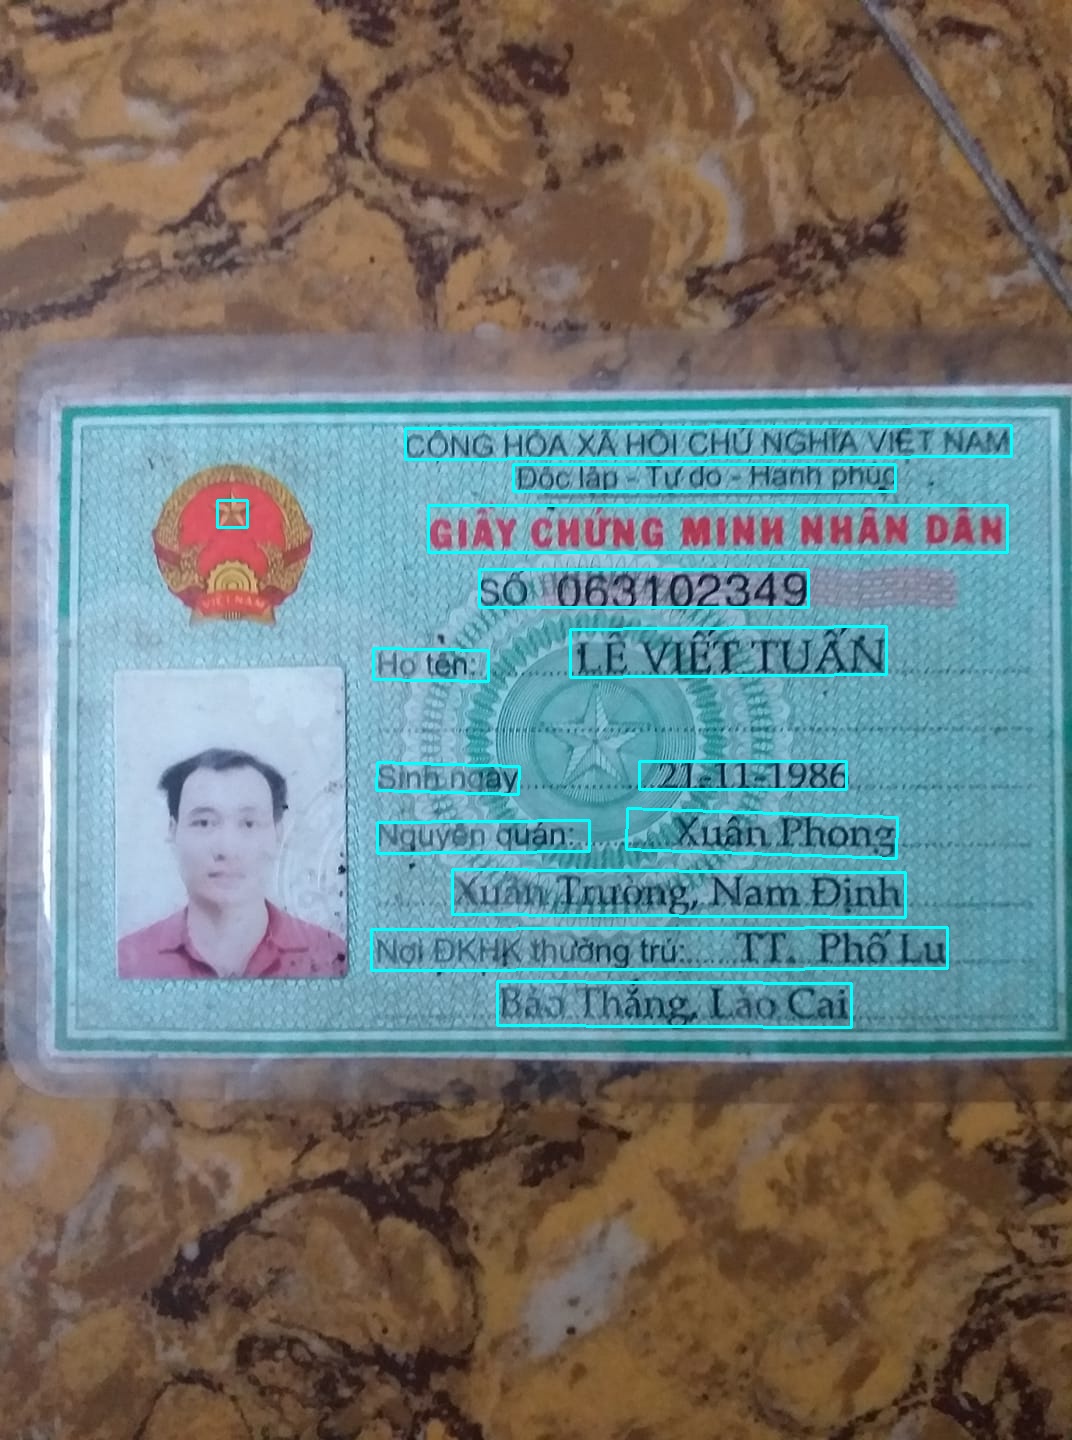 CỘNG HÒA XÃ HỘI CHỦ NGHĨA VIỆT NAM
Độc lập - Tự do - Hạnh phúc
GIẤY CHỨNG MINH NHÂN DÂN
SỐ 063102349
VIỆT NAM
Họ tên: LÊ VIẾT TUẤN
Sinh ngày 21-11-1986
Nguyên quán: Xuân Phong
Xuân Trường, Nam Định
Nơi ĐKHK thường trú: TT. Phố Lu
Bảo Thắng, Lào Cai